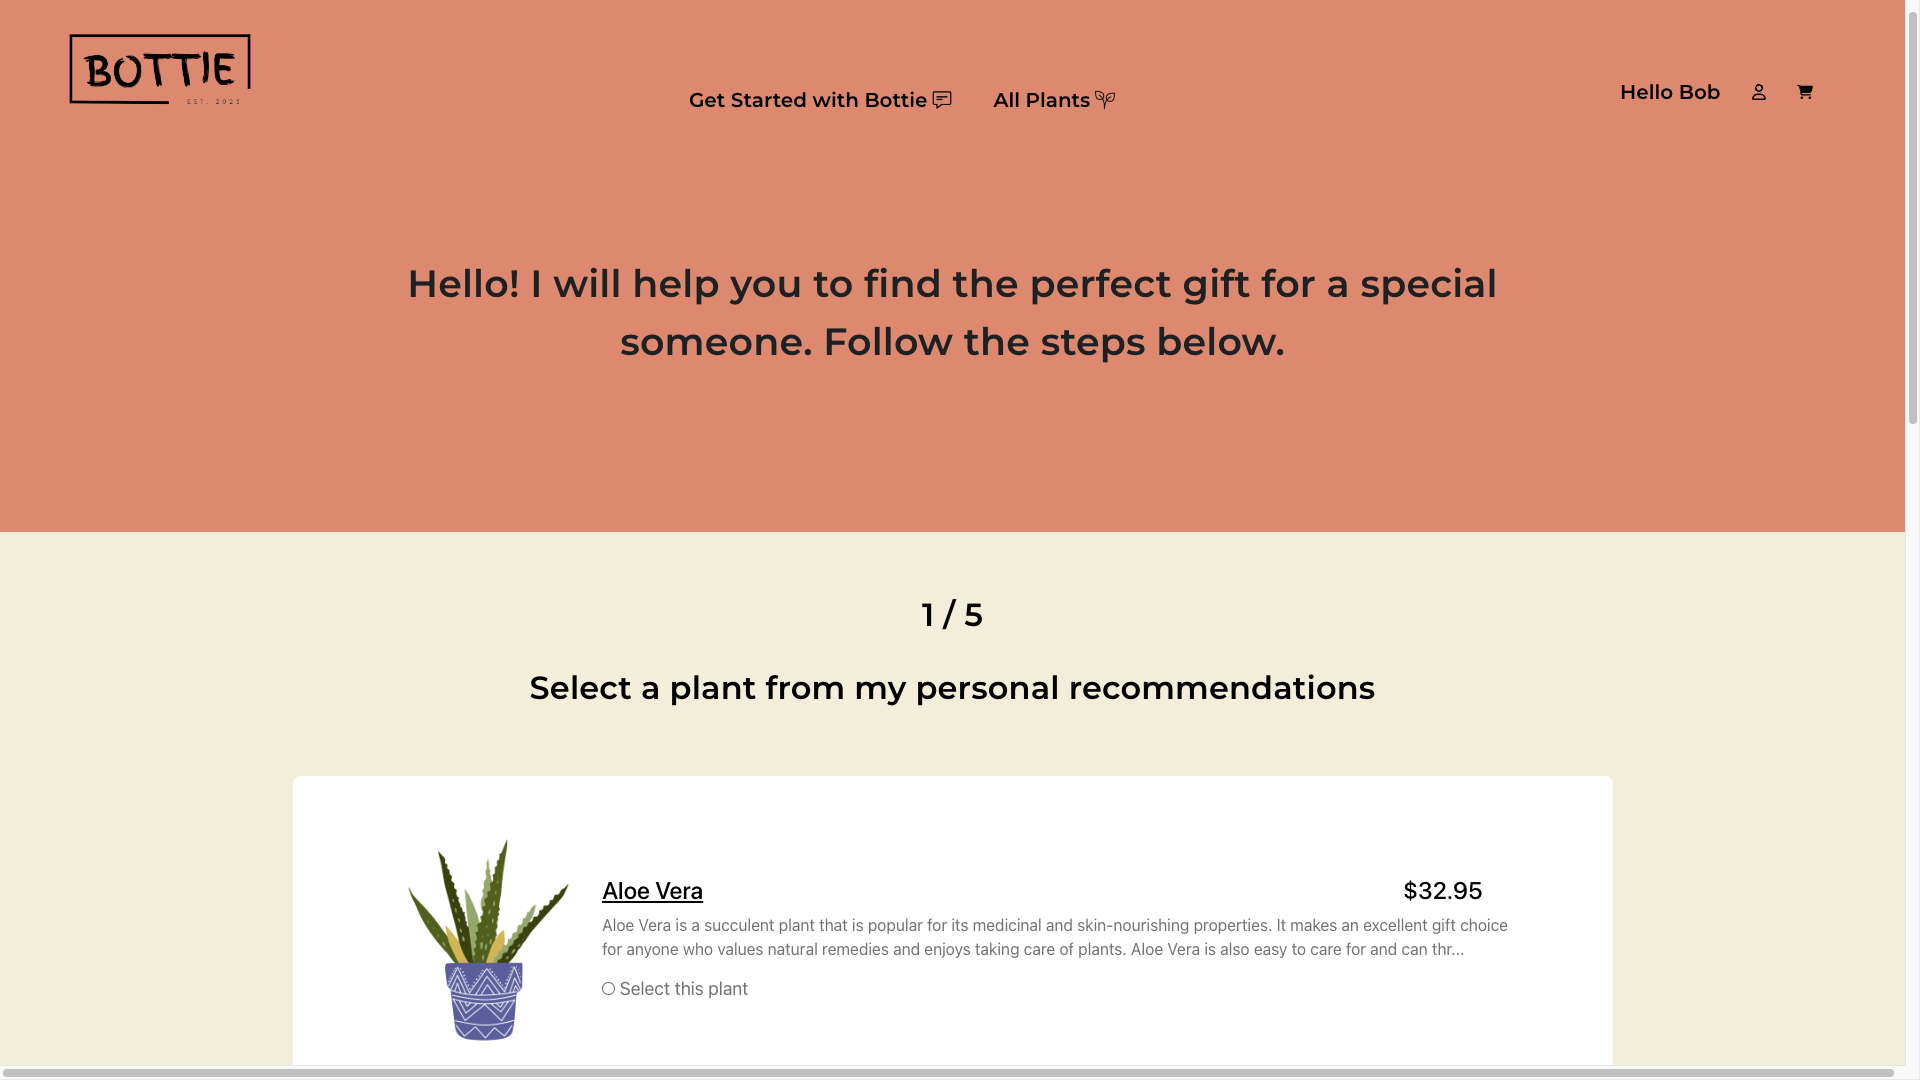 BOTTIE
EST. 2023
Get Started with Bottie
All Plants
Hello Bob
Hello! I will help you to find the perfect gift for a special
someone. Follow the steps below.
1 / 5
Select a plant from my personal recommendations
Aloe Vera
$32.95
Aloe Vera is a succulent plant that is popular for its medicinal and skin-nourishing properties. It makes an excellent gift choice
for anyone who values natural remedies and enjoys taking care of plants. Aloe Vera is also easy to care for and can thr...
Select this plant